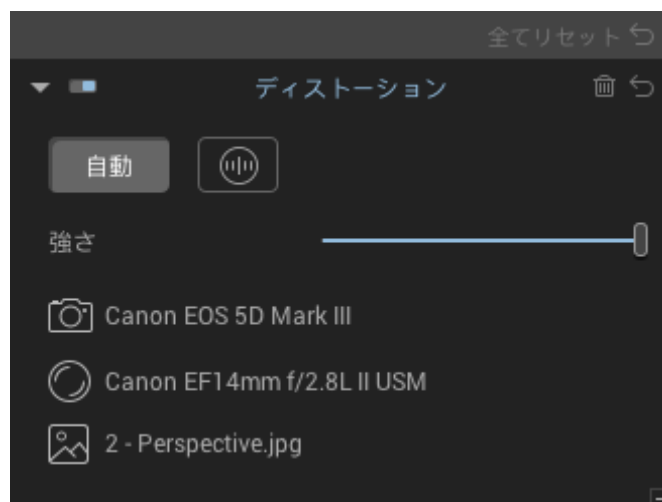 全てリセット
ディストーション
自動
強さ
Canon EOS 5D Mark III
Canon EF14mm f/2.8L II USM
2 - Perspective.jpg